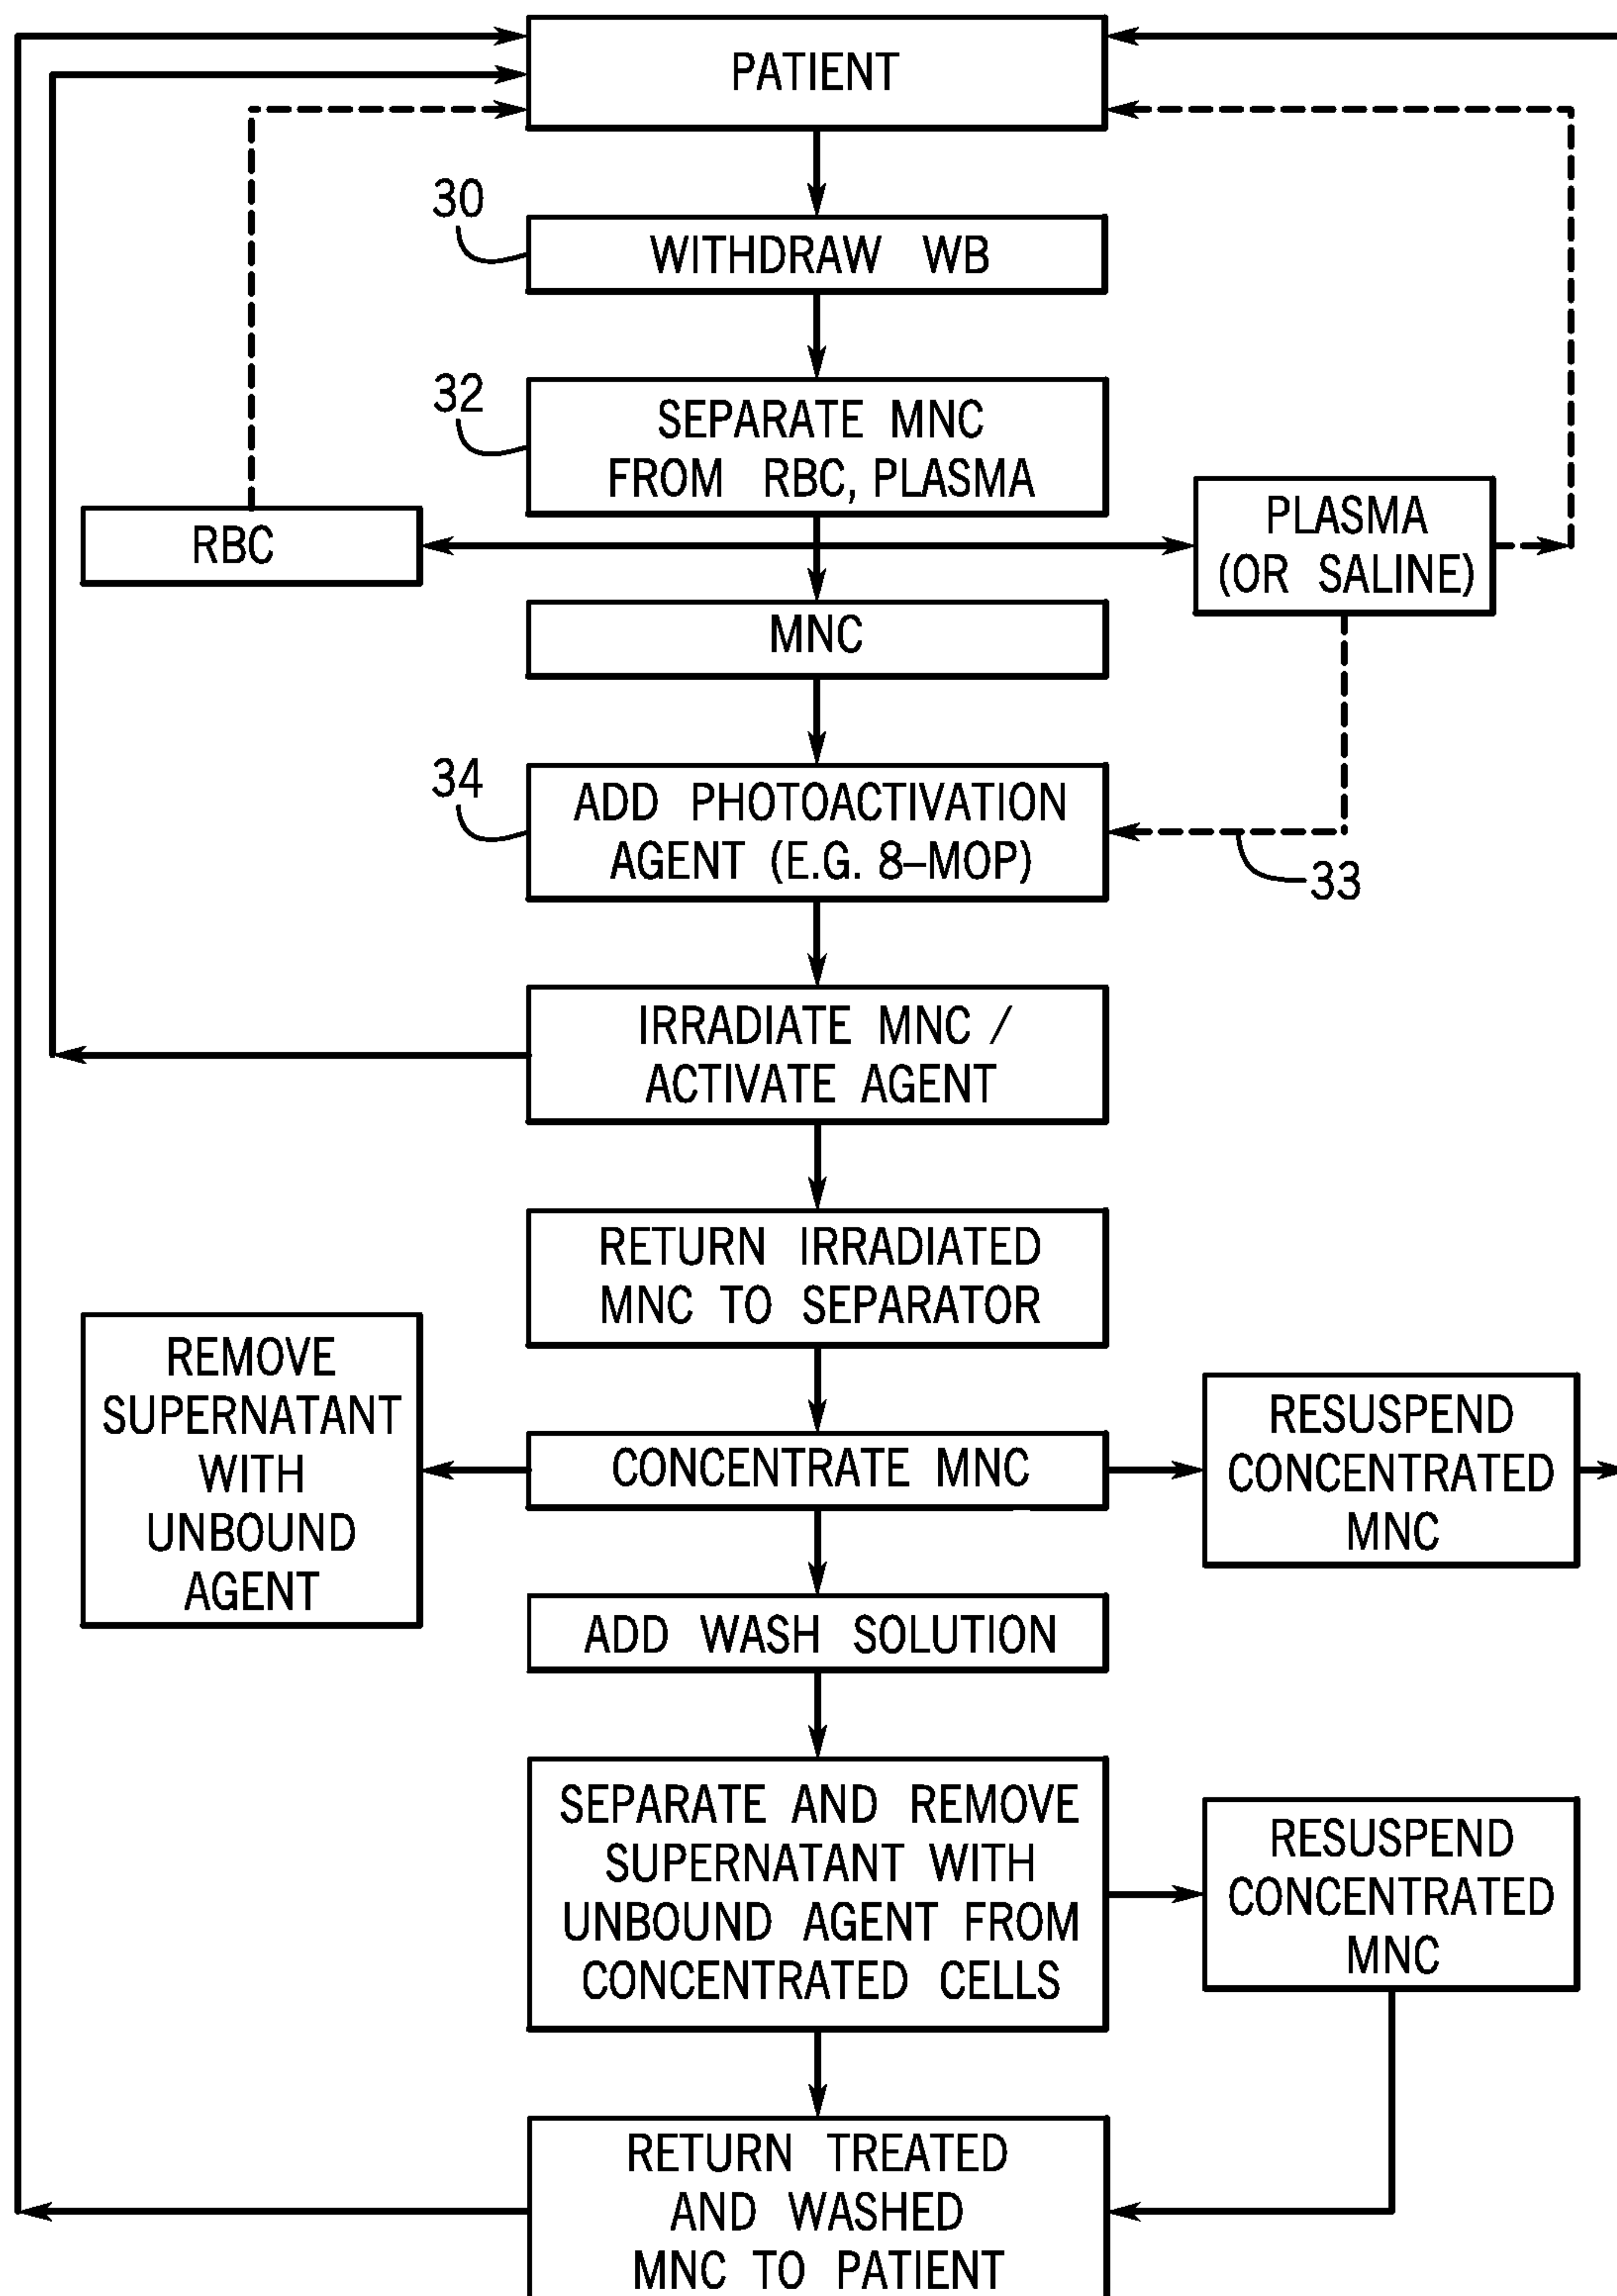 PATIENT
30
WITHDRAW WB
32
SEPARATE MNC
FROM RBC, PLASMA
RBC
PLASMA
(OR SALINE)
MNC
34
ADD PHOTOACTIVATION
AGENT (E.G. 8–MOP)
33
IRRADIATE MNC /
ACTIVATE AGENT
RETURN IRRADIATED
MNC TO SEPARATOR
REMOVE
SUPERNATANT
WITH
UNBOUND
AGENT
CONCENTRATE MNC
RESUSPEND
CONCENTRATED
MNC
ADD WASH SOLUTION
SEPARATE AND REMOVE
SUPERNATANT WITH
UNBOUND AGENT FROM
CONCENTRATED CELLS
RESUSPEND
CONCENTRATED
MNC
RETURN TREATED
AND WASHED
MNC TO PATIENT